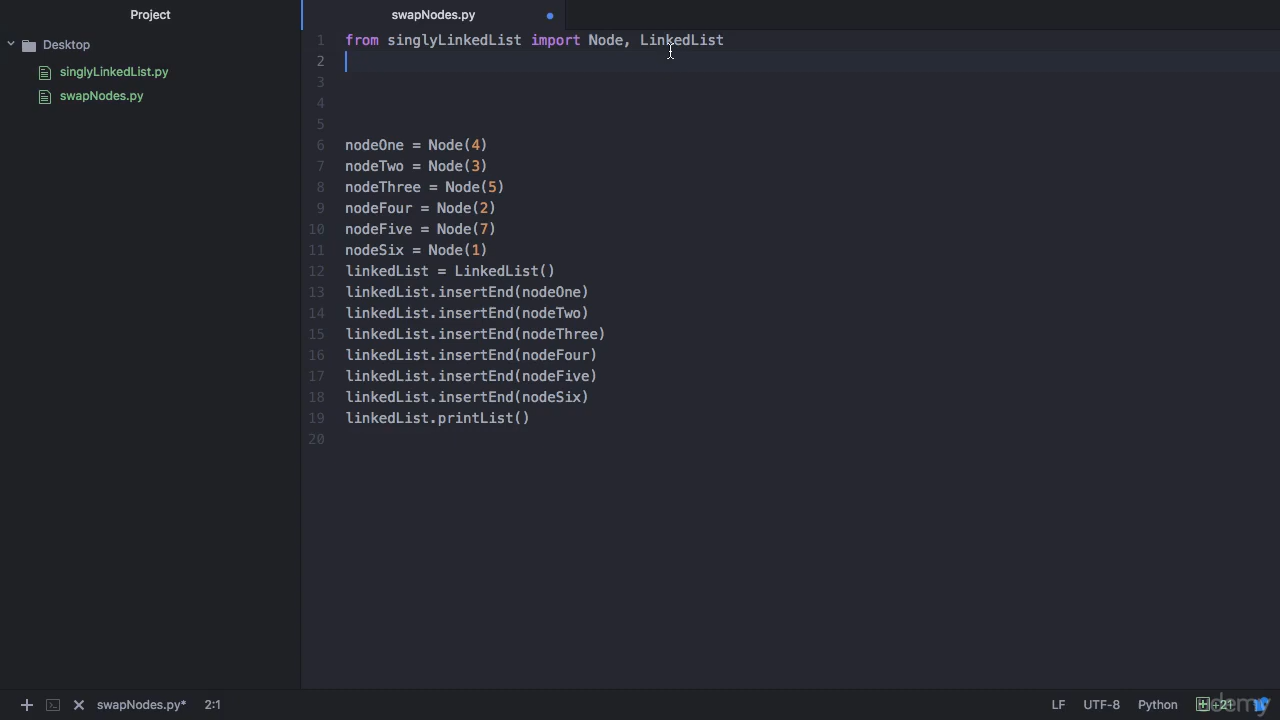 Project
swapNodes.py
Desktop
singlyLinkedList.py
swapNodes.py
1 from singlyLinkedList import Node, LinkedList
2
3
4
5
6 nodeOne = Node(4)
7 nodeTwo = Node(3)
8 nodeThree = Node(5)
9 nodeFour = Node(2)
10 nodeFive = Node(7)
11 nodeSix = Node(1)
12 linkedList = LinkedList()
13 linkedList.insertEnd(nodeOne)
14 linkedList.insertEnd(nodeTwo)
15 linkedList.insertEnd(nodeThree)
16 linkedList.insertEnd(nodeFour)
17 linkedList.insertEnd(nodeFive)
18 linkedList.insertEnd(nodeSix)
19 linkedList.printList()
20
swapNodes.py* 2:1 LF UTF-8 Python